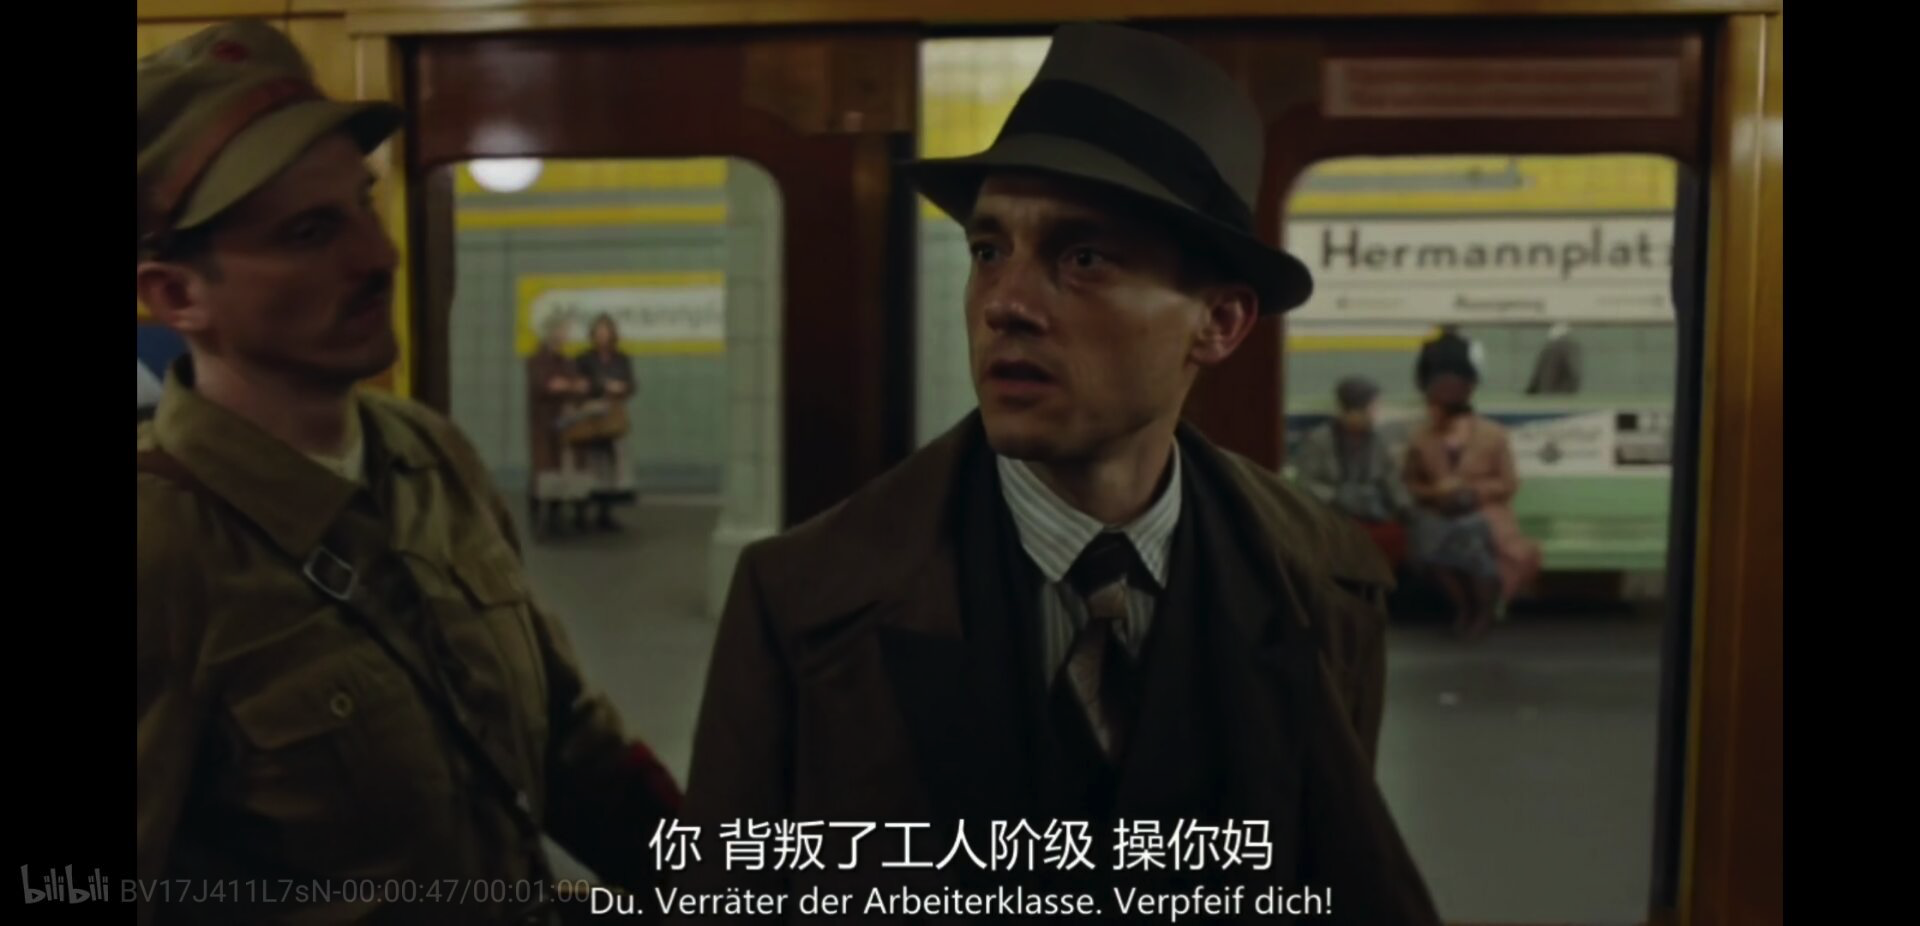 Hermannplatz
你 背叛了工人阶级 操你妈
bilibili BV17J411L7sN-00:00:47/00:01:00
Du. Verräter der Arbeiterklasse. Verpfeif dich!